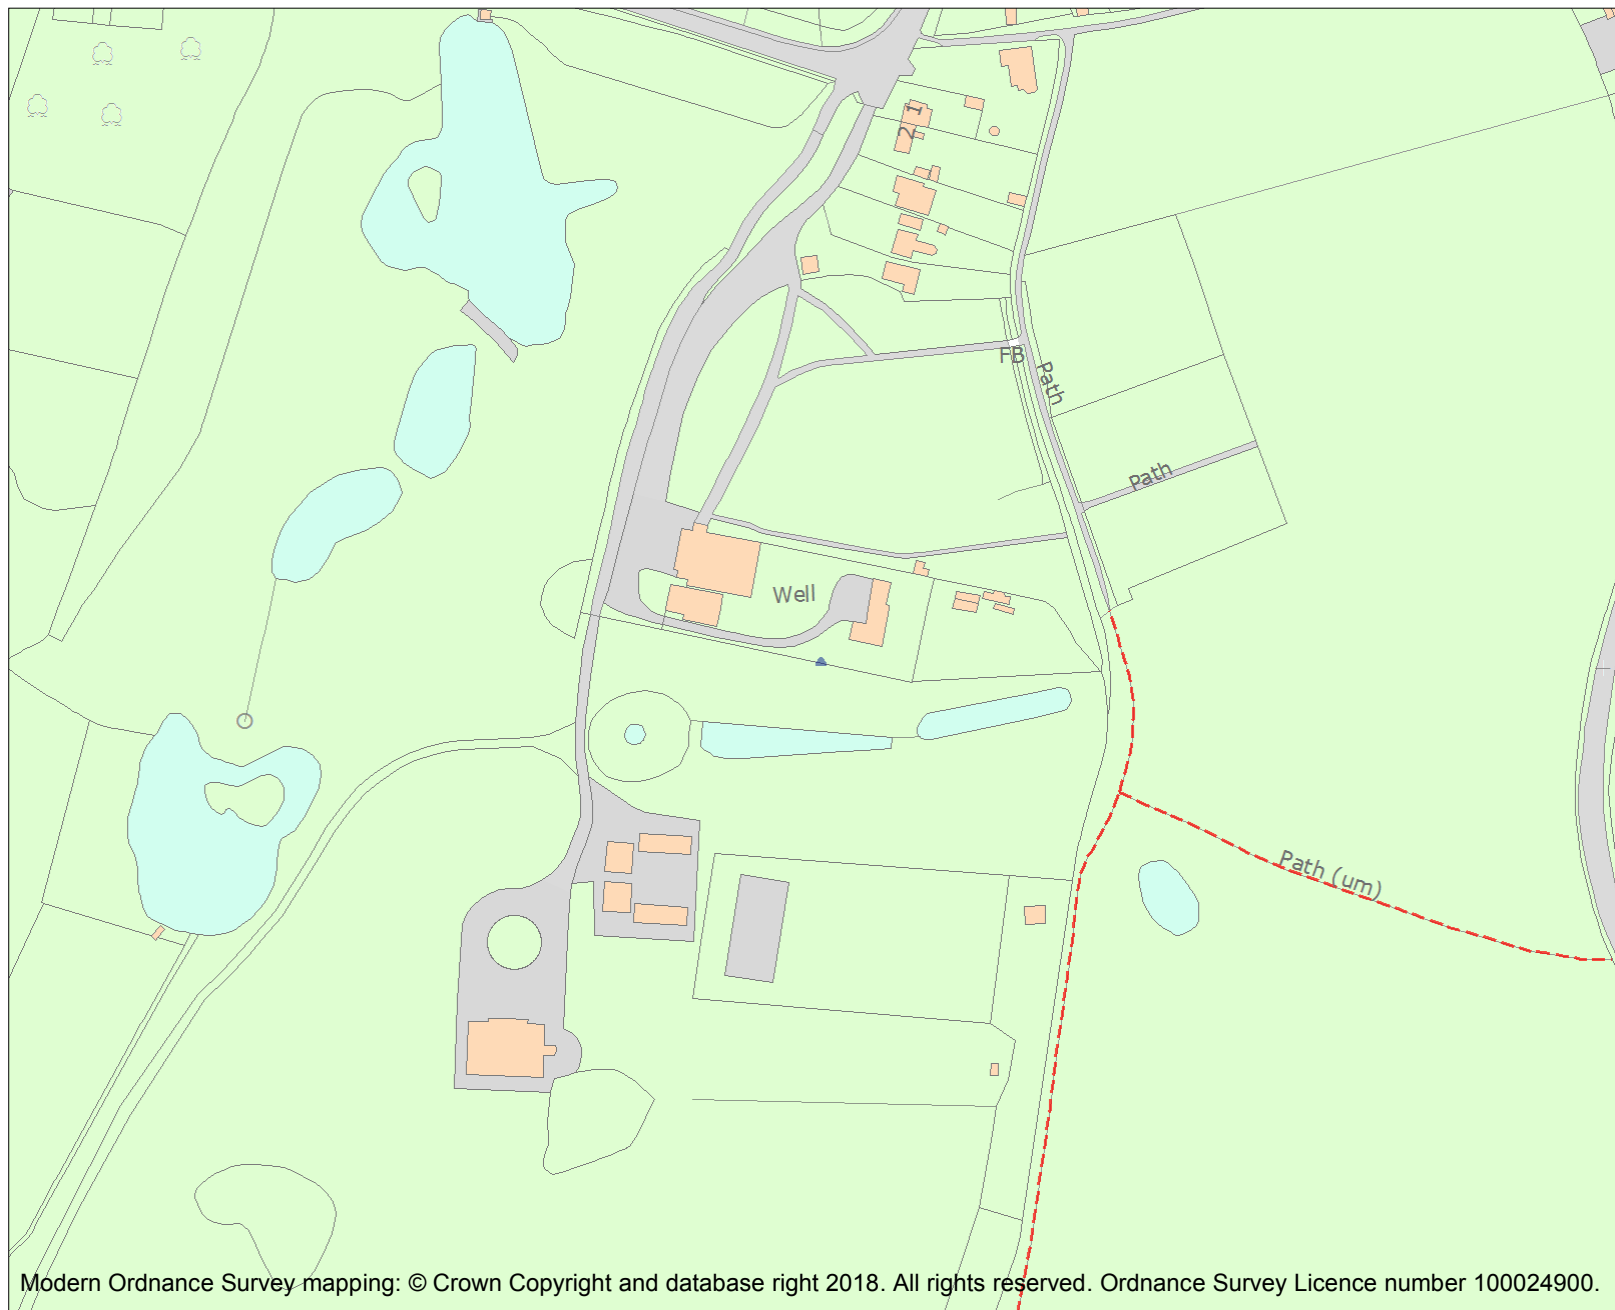 1
2
FB
Path
Path
Well
Path (um)
Modern Ordnance Survey mapping: © Crown Copyright and database right 2018. All rights reserved. Ordnance Survey Licence number 100024900.